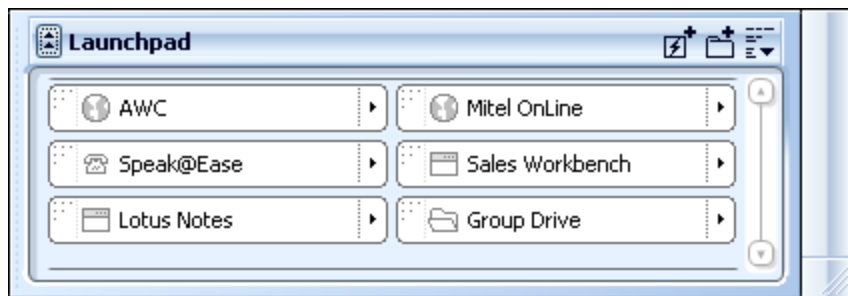 Launchpad
AWC
Mitel OnLine
Speak@Ease
Sales Workbench
Lotus Notes
Group Drive